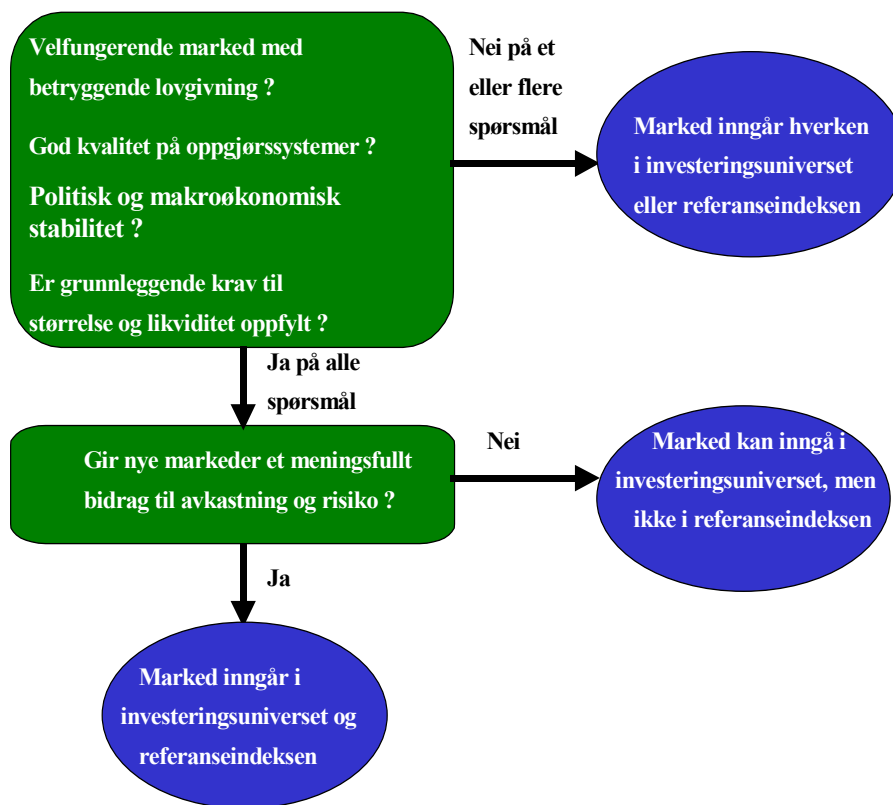 Velfungerende marked med
betryggende lovgivning ?
God kvalitet på oppgjørssystemer ?
Politisk og makroøkonomisk
stabilitet ?
Er grunnleggende krav til
størrelse og likviditet oppfylt ?
Nei på et
eller flere
spørsmål
Marked inngår hverken
i investeringsuniverset
eller referanseindeksen
Ja på alle
spørsmål
Gir nye markeder et meningsfullt
bidrag til avkastning og risiko ?
Nei
Marked kan inngå i
investeringsuniverset, men
ikke i referanseindeksen
Ja
Marked inngår i
investeringsuniverset og
referanseindeksen